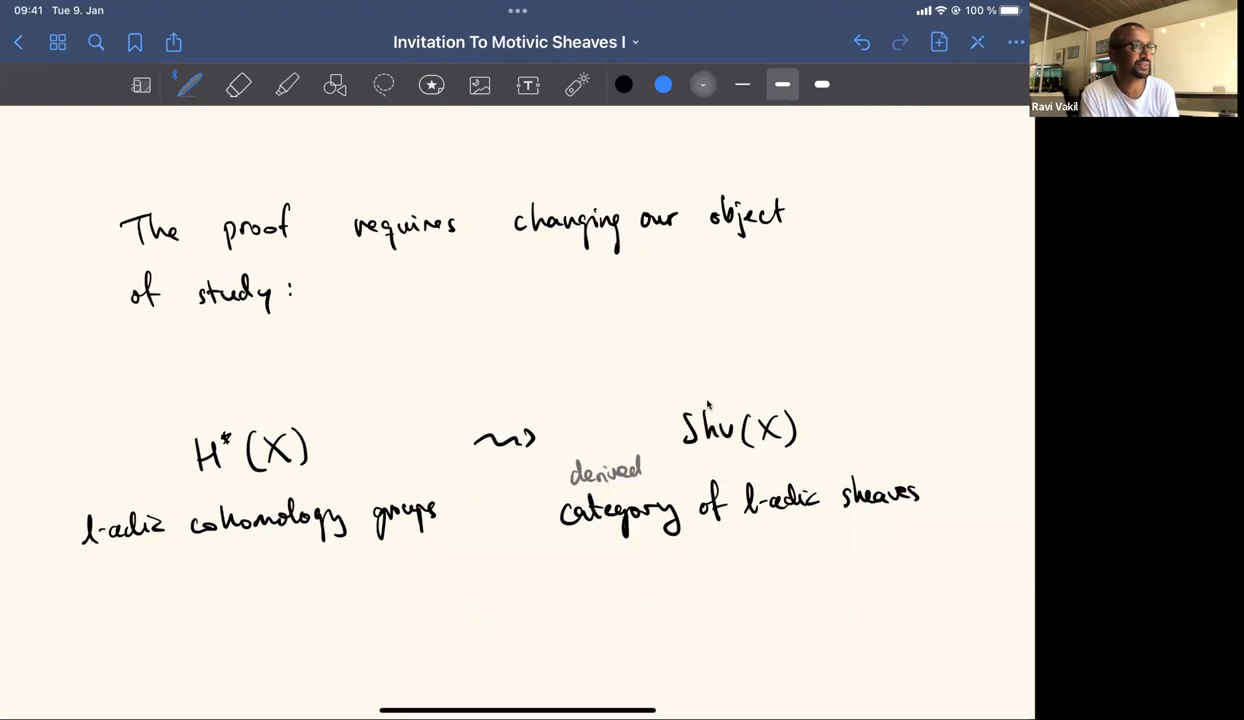 09:41 Tue 9. Jan
100 %
Invitation To Motivic Sheaves I
T
Ravi Vakil
The proof requires changing our object
of study:
H*(X) ⇝ Shv(X)
derived
l-adic cohomology groups category of l-adic sheaves